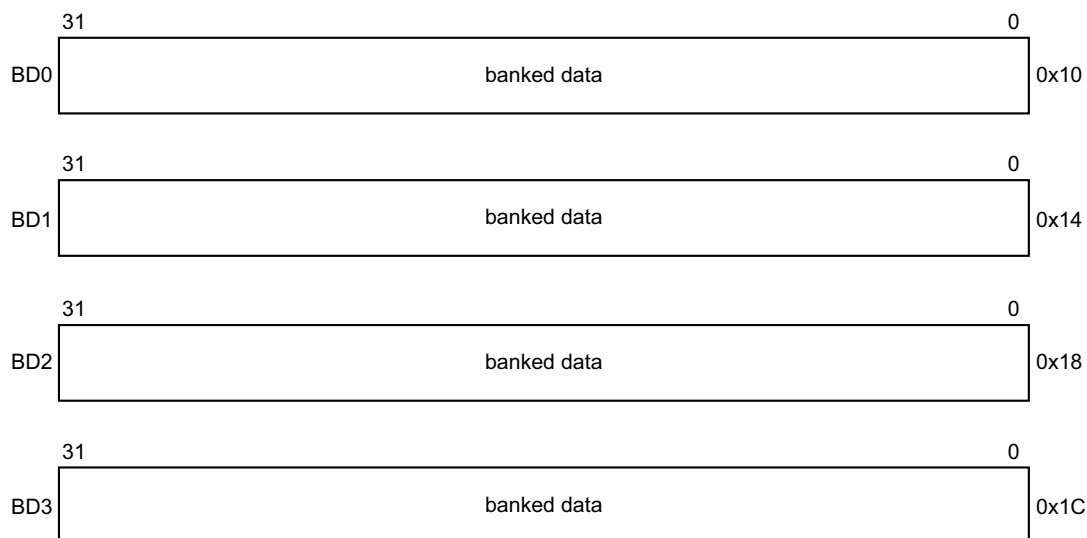 31 0
BD0 banked data 0x10
31 0
BD1 banked data 0x14
31 0
BD2 banked data 0x18
31 0
BD3 banked data 0x1C